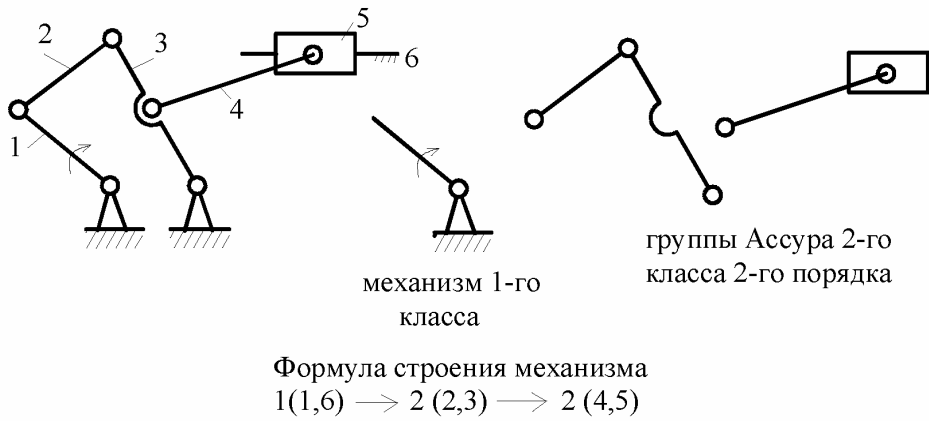 5
2
3
6
4
1
группы Ассура 2-го
класса 2-го порядка
механизм 1-го
класса
Формула строения механизма
1(1,6) → 2 (2,3) → 2 (4,5)